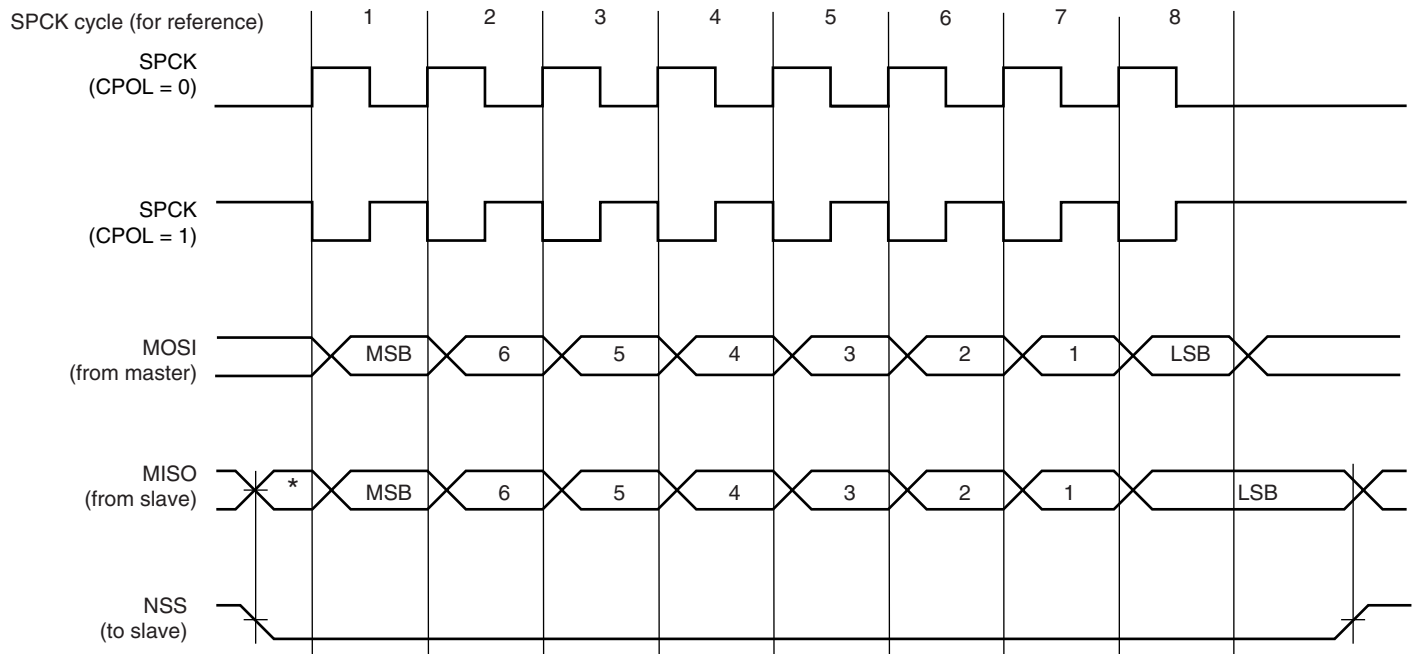 SPCK cycle (for reference) 1 2 3 4 5 6 7 8
SPCK
(CPOL = 0)
SPCK
(CPOL = 1)
MOSI
(from master)
MSB 6 5 4 3 2 1 LSB
MISO
(from slave)
* MSB 6 5 4 3 2 1 LSB
NSS
(to slave)